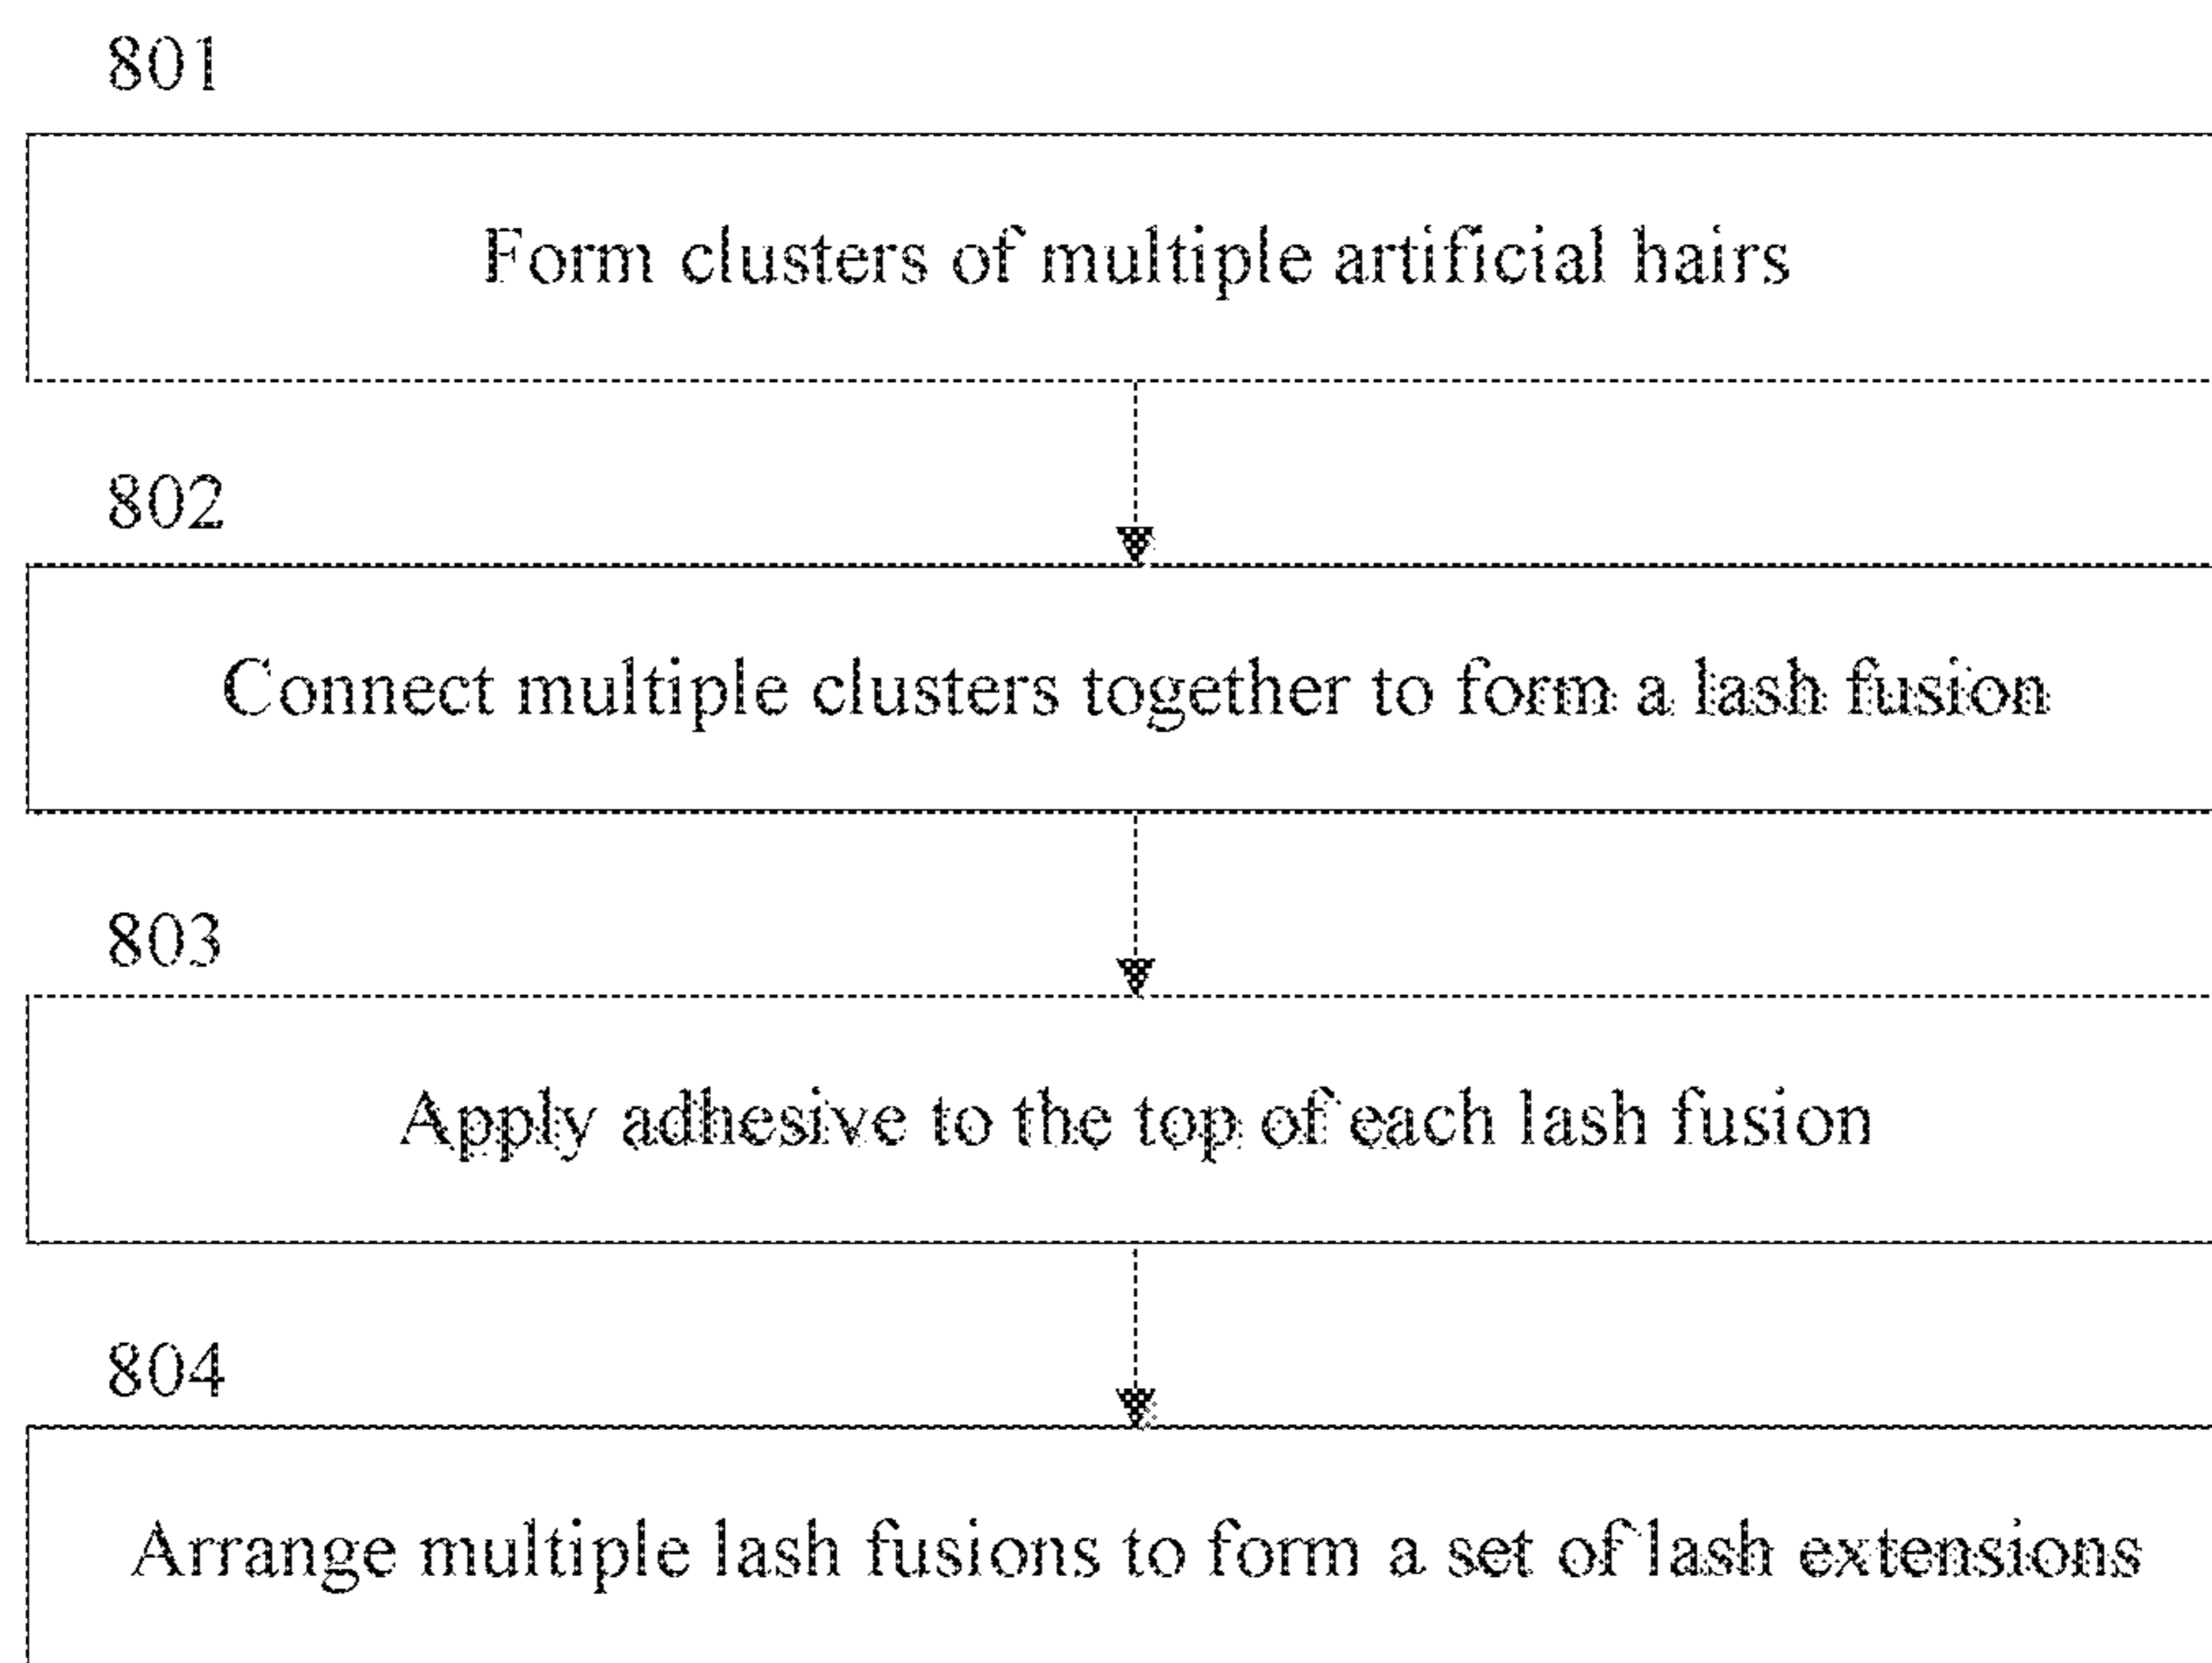 801
Form clusters of multiple artificial hairs
802
Connect multiple clusters together to form a lash fusion
803
Apply adhesive to the top of each lash fusion
804
Arrange multiple lash fusions to form a set of lash extensions